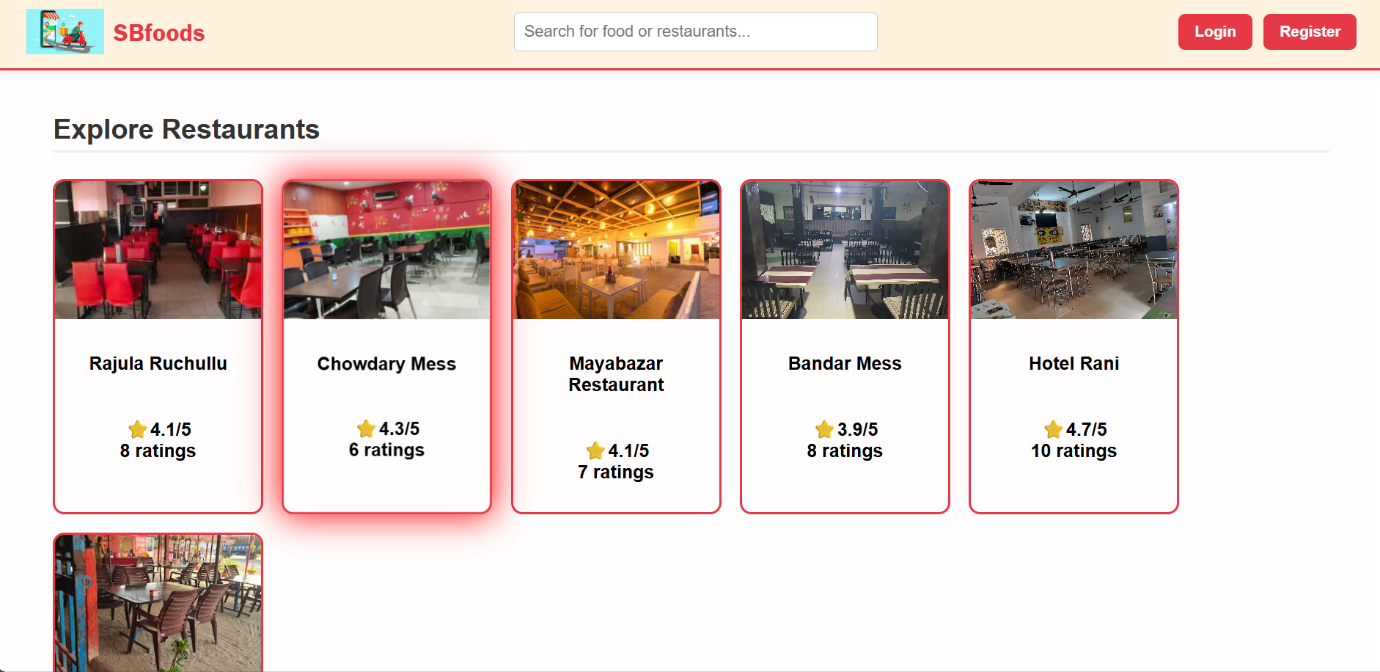 SBfoods
Search for food or restaurants...
Login
Register
Explore Restaurants
Rajula Ruchullu
4.1/5
8 ratings
Chowdary Mess
4.3/5
6 ratings
Mayabazar
Restaurant
4.1/5
7 ratings
Bandar Mess
3.9/5
8 ratings
Hotel Rani
4.7/5
10 ratings